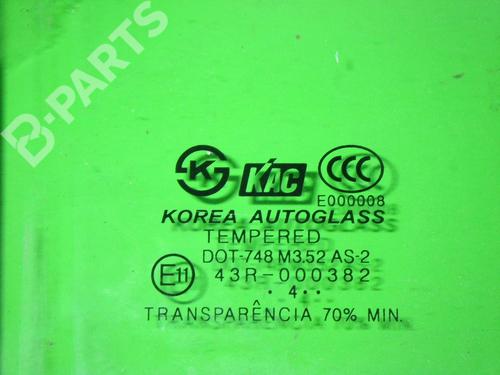 B-PARTS
K
KAC
CCC
E000008
KOREA AUTOGLASS
TEMPERED
DOT-748 M3.52 AS-2
E11 43R-000382
· 4 · ·
TRANSPARÊNCIA 70% MIN.